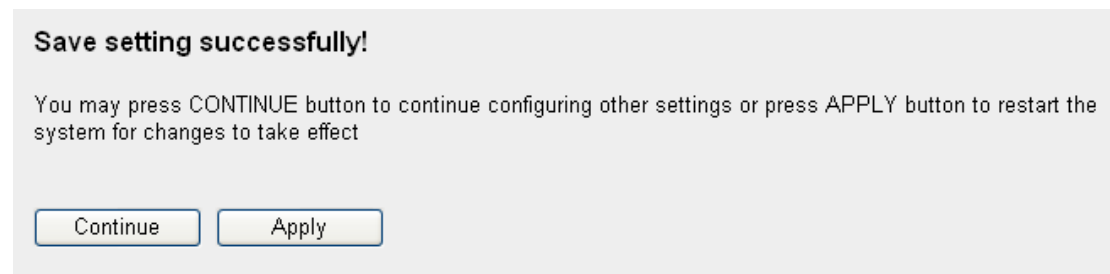 Save setting successfully!
You may press CONTINUE button to continue configuring other settings or press APPLY button to restart the
system for changes to take effect
Continue
Apply